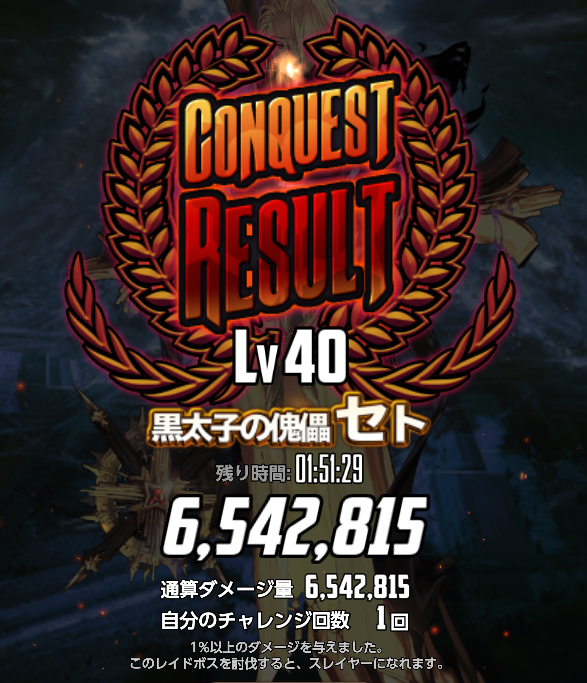 CONQUEST
RESULT
Lv 40
黒太子の傀儡 セト
残り時間: 01:51:29
6,542,815
通算ダメージ量 6,542,815
自分のチャレンジ回数 1回
1%以上のダメージを与えました。
このレイドボスを討伐すると、スレイヤーになれます。